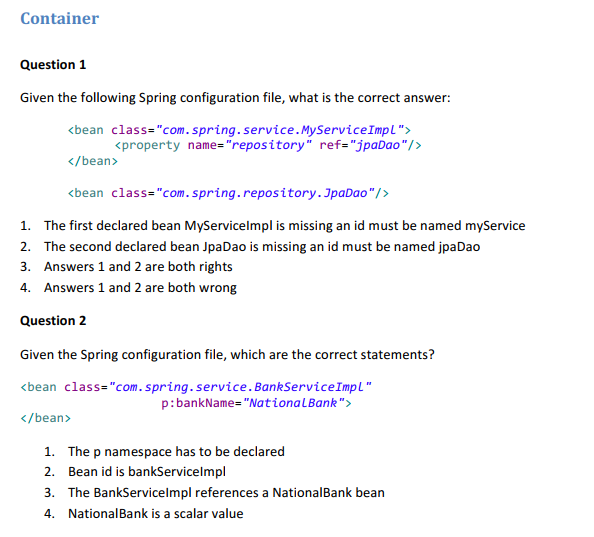 Container
Question 1
Given the following Spring configuration file, what is the correct answer:
<bean class="com.spring.service.MyServiceImpl">
<property name="repository" ref="jpaDao"/>
</bean>
<bean class="com.spring.repository.JpaDao"/>
1. The first declared bean MyServiceImpl is missing an id must be named myService
2. The second declared bean JpaDao is missing an id must be named jpaDao
3. Answers 1 and 2 are both rights
4. Answers 1 and 2 are both wrong
Question 2
Given the Spring configuration file, which are the correct statements?
<bean class="com.spring.service.BankServiceImpl"
p:bankName="NationalBank">
</bean>
1. The p namespace has to be declared
2. Bean id is bankServiceImpl
3. The BankServiceImpl references a NationalBank bean
4. NationalBank is a scalar value